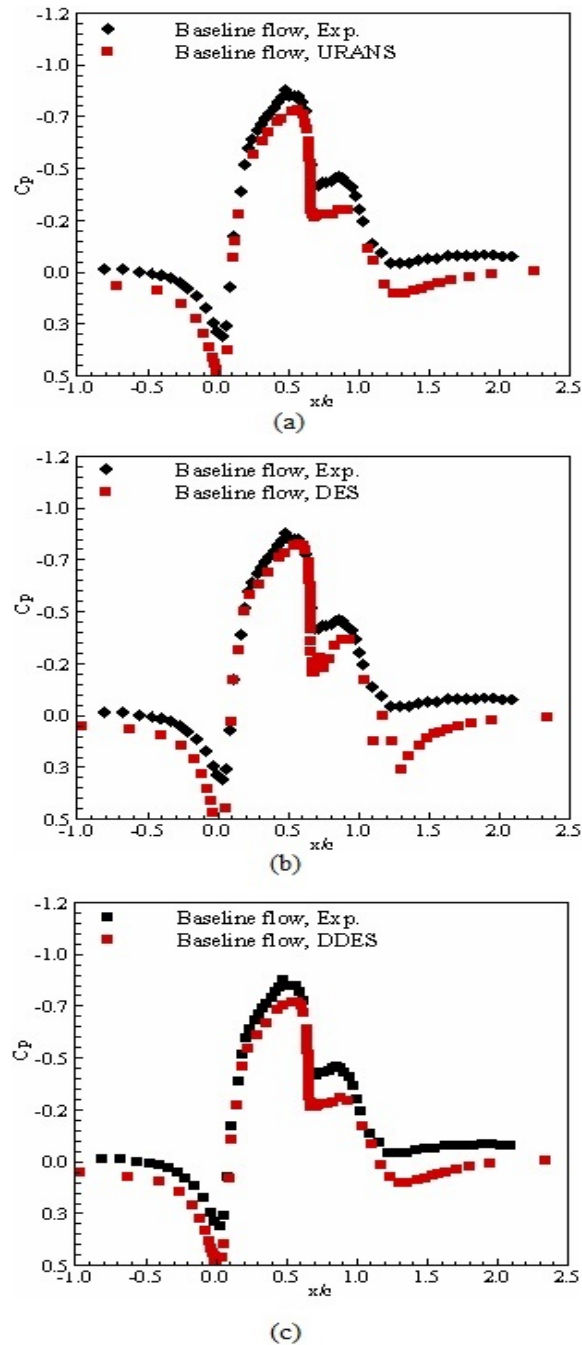 Baseline flow, Exp.
Baseline flow, URANS
-1.2
-1.0
-0.7
-0.5
-0.2
0.0
0.3
0.5
Cp
-1.0 -0.5 0.0 0.5 1.0 1.5 2.0 2.5
x/c
(a)
Baseline flow, Exp.
Baseline flow, DES
-1.2
-1.0
-0.7
-0.5
-0.2
0.0
0.3
0.5
Cp
-1.0 -0.5 0.0 0.5 1.0 1.5 2.0 2.5
x/c
(b)
Baseline flow, Exp.
Baseline flow, DDES
-1.2
-1.0
-0.7
-0.5
-0.2
0.0
0.3
0.5
Cp
-1.0 -0.5 0.0 0.5 1.0 1.5 2.0 2.5
x/c
(c)